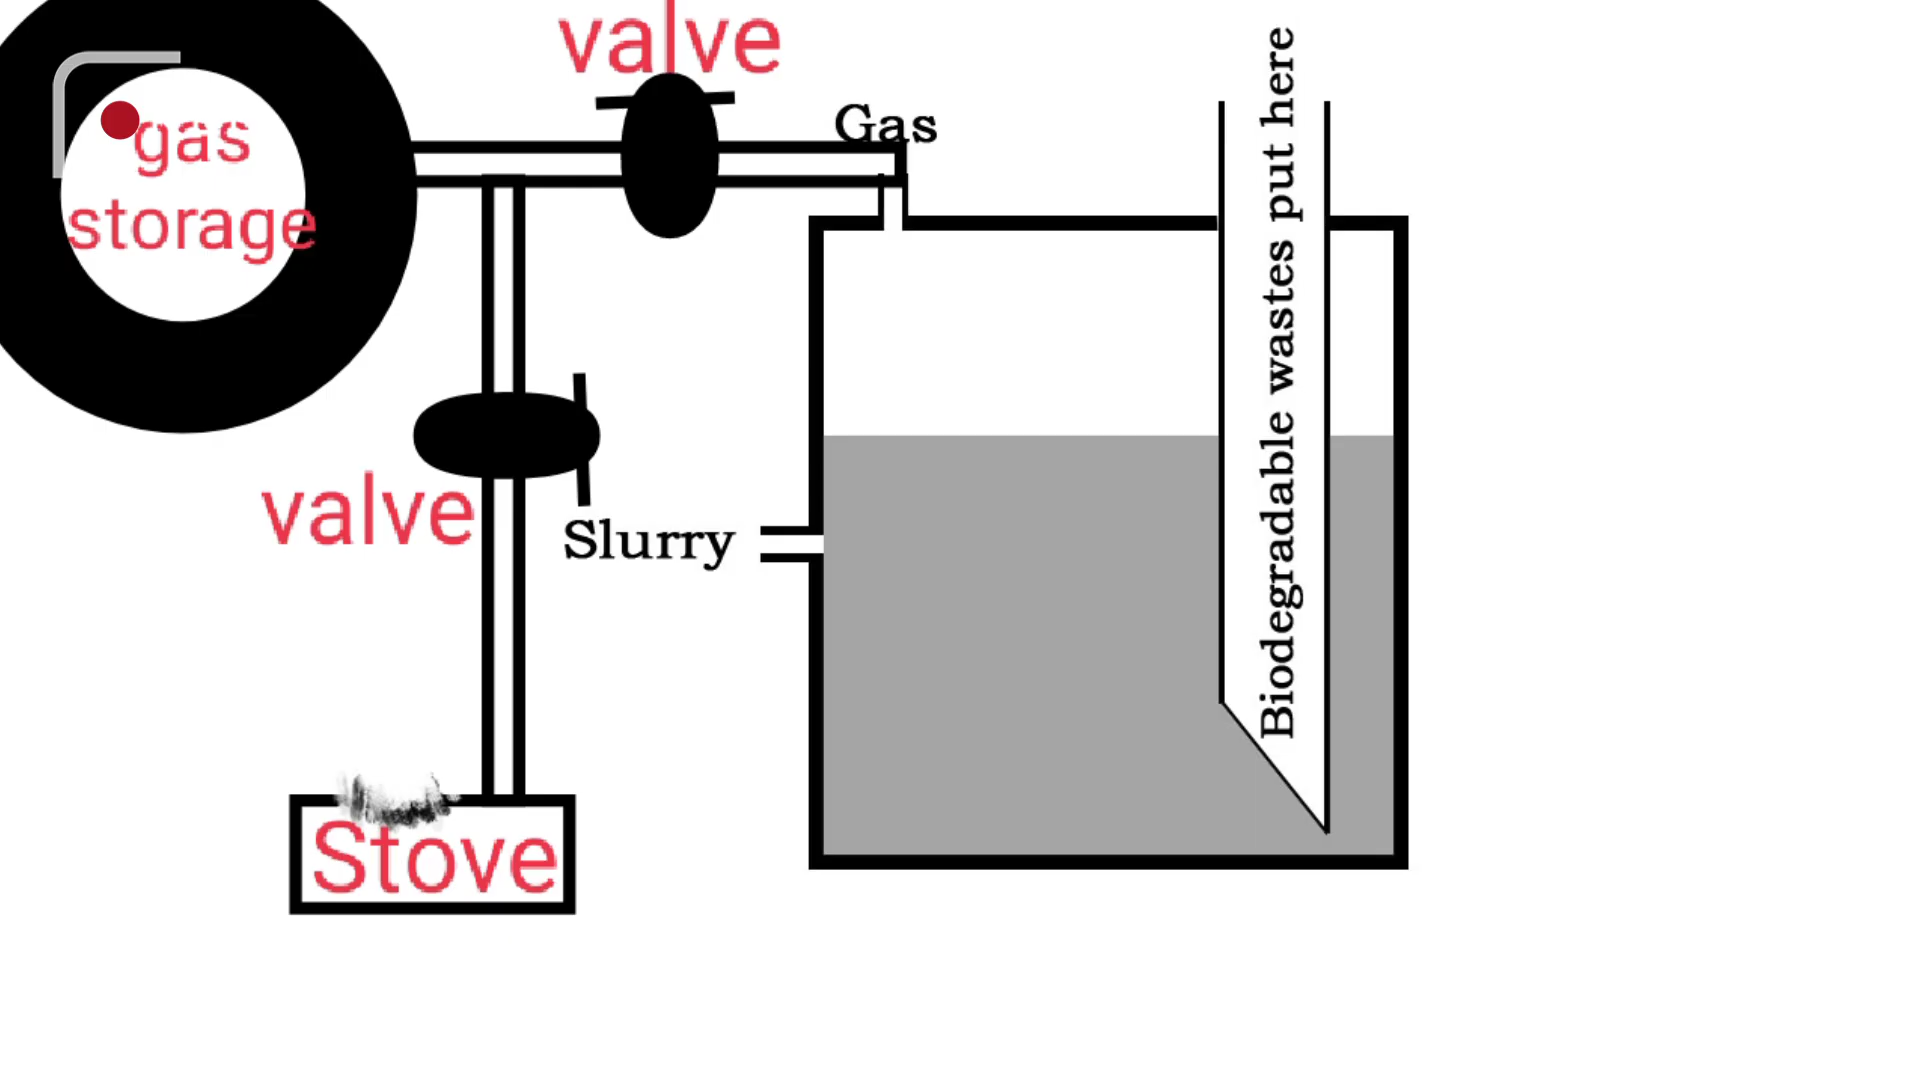 valve
Gas
gas
storage
Biodegradable wastes put here
valve
Slurry
Stove